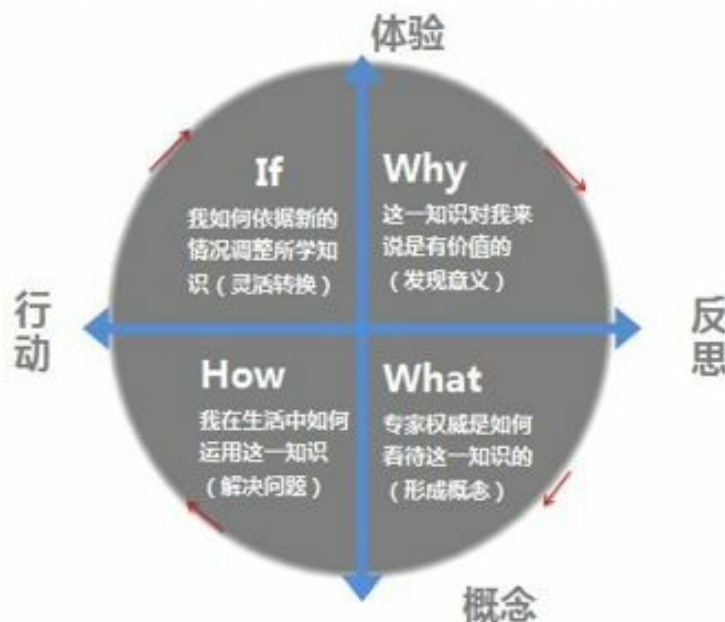 体验
If
我如何依据新的
情况调整所学知
识（灵活转换）
Why
这一知识对我来
说是有价值的
（发现意义）
行动
反思
How
我在生活中如何
运用这一知识
（解决问题）
What
专家权威是如何
看待这一知识的
（形成概念）
概念